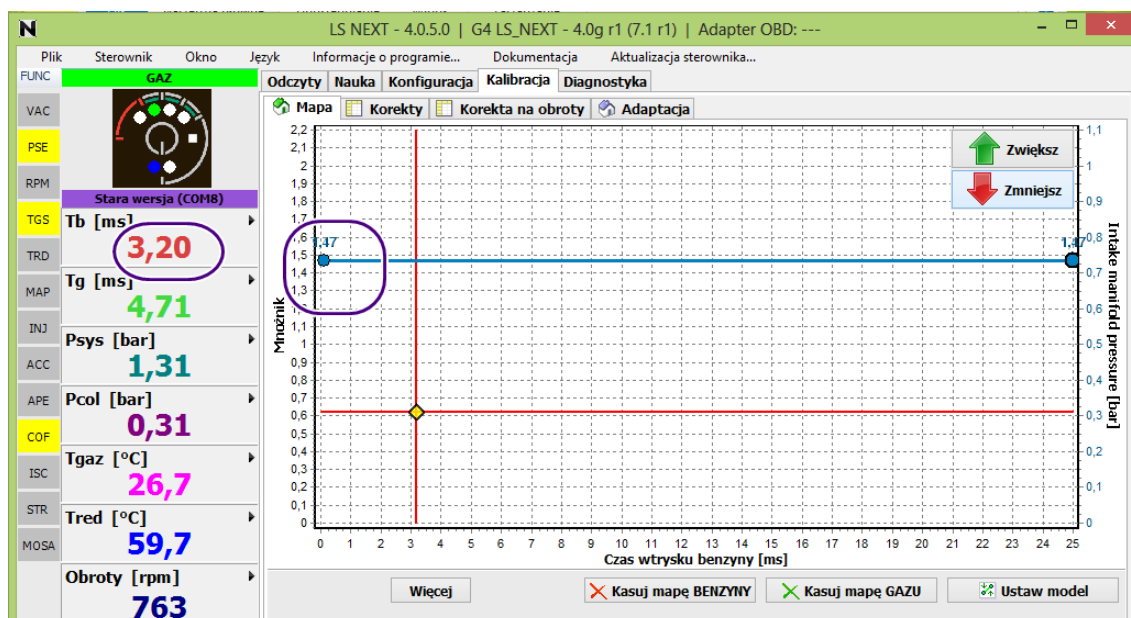 LS NEXT - 4.0.5.0 | G4 LS_NEXT - 4.0g r1 (7.1 r1) | Adapter OBD: ---
Plik Sterownik Okno Język Informacje o programie... Dokumentacja Aktualizacja sterownika...
FUNC GAZ
Odczyty Nauka Konfiguracja Kalibracja Diagnostyka
Mapa Korekty Korekta na obroty Adaptacja
VAC
PSE
RPM
TGS
TRD
MAP
INJ
ACC
APE
COF
ISC
STR
MOSA
Stara wersja (COM8)
Tb [ms]
3,20
Tg [ms]
4,71
Psys [bar]
1,31
Pcol [bar]
0,31
Tgaz [°C]
26,7
Tred [°C]
59,7
Obroty [rpm]
763
Zwiększ
Zmniejsz
Mnożnik
2,2
2,1
2
1,9
1,8
1,7
1,6
1,5
1,4
1,3
1,1
1
0,9
0,8
0,7
0,6
0,5
0,4
0,3
0,2
0,1
0
1,47
1,47
1,1
1
0,9
0,8
0,7
0,6
0,5
0,4
0,3
0,2
0
Intake manifold pressure [bar]
0 1 2 3 4 5 6 7 8 9 10 11 12 13 14 15 16 17 18 19 20 21 22 23 24 25
Czas wtrysku benzyny [ms]
Więcej Kasuj mapę BENZYNY Kasuj mapę GAZU Ustaw model